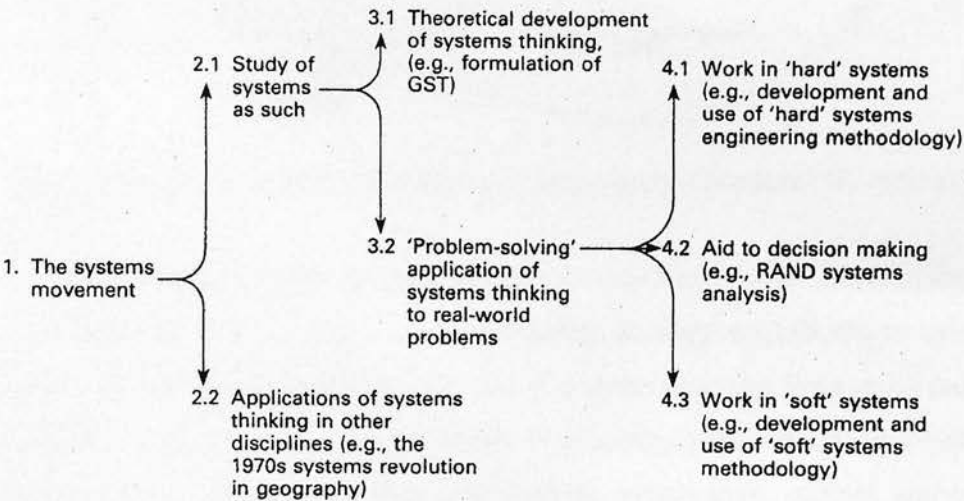 3.1 Theoretical development
of systems thinking,
(e.g., formulation of
GST)
2.1 Study of
systems
as such
4.1 Work in 'hard' systems
(e.g., development and
use of 'hard' systems
engineering methodology)
1. The systems
movement
3.2 'Problem-solving'
application of
systems thinking
to real-world
problems
4.2 Aid to decision making
(e.g., RAND systems
analysis)
2.2 Applications of systems
thinking in other
disciplines (e.g., the
1970s systems revolution
in geography)
4.3 Work in 'soft' systems
(e.g., development and
use of 'soft' systems
methodology)